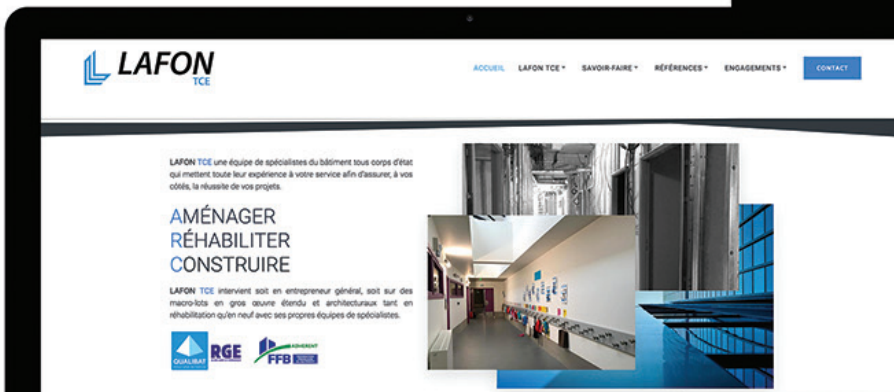 LAFON
TCE
ACCUEIL LAFON TCE SAVOIR-FAIRE RÉFÉRENCES ENGAGEMENTS CONTACT
LAFON TCE une équipe de spécialistes du bâtiment tous corps d'état
qui mettent toute leur expérience à votre service afin d'assurer, à vos
côtés, la réussite de vos projets.
AMÉNAGER
RÉHABILITER
CONSTRUIRE
LAFON TCE intervient soit en entrepreneur général, soit sur des
macro-lots en gros œuvre étendu et architecturaux tant en
réhabilitation qu'en neuf avec ses propres équipes de spécialistes.
QUALIBAT RGE ADHERENT
FFB